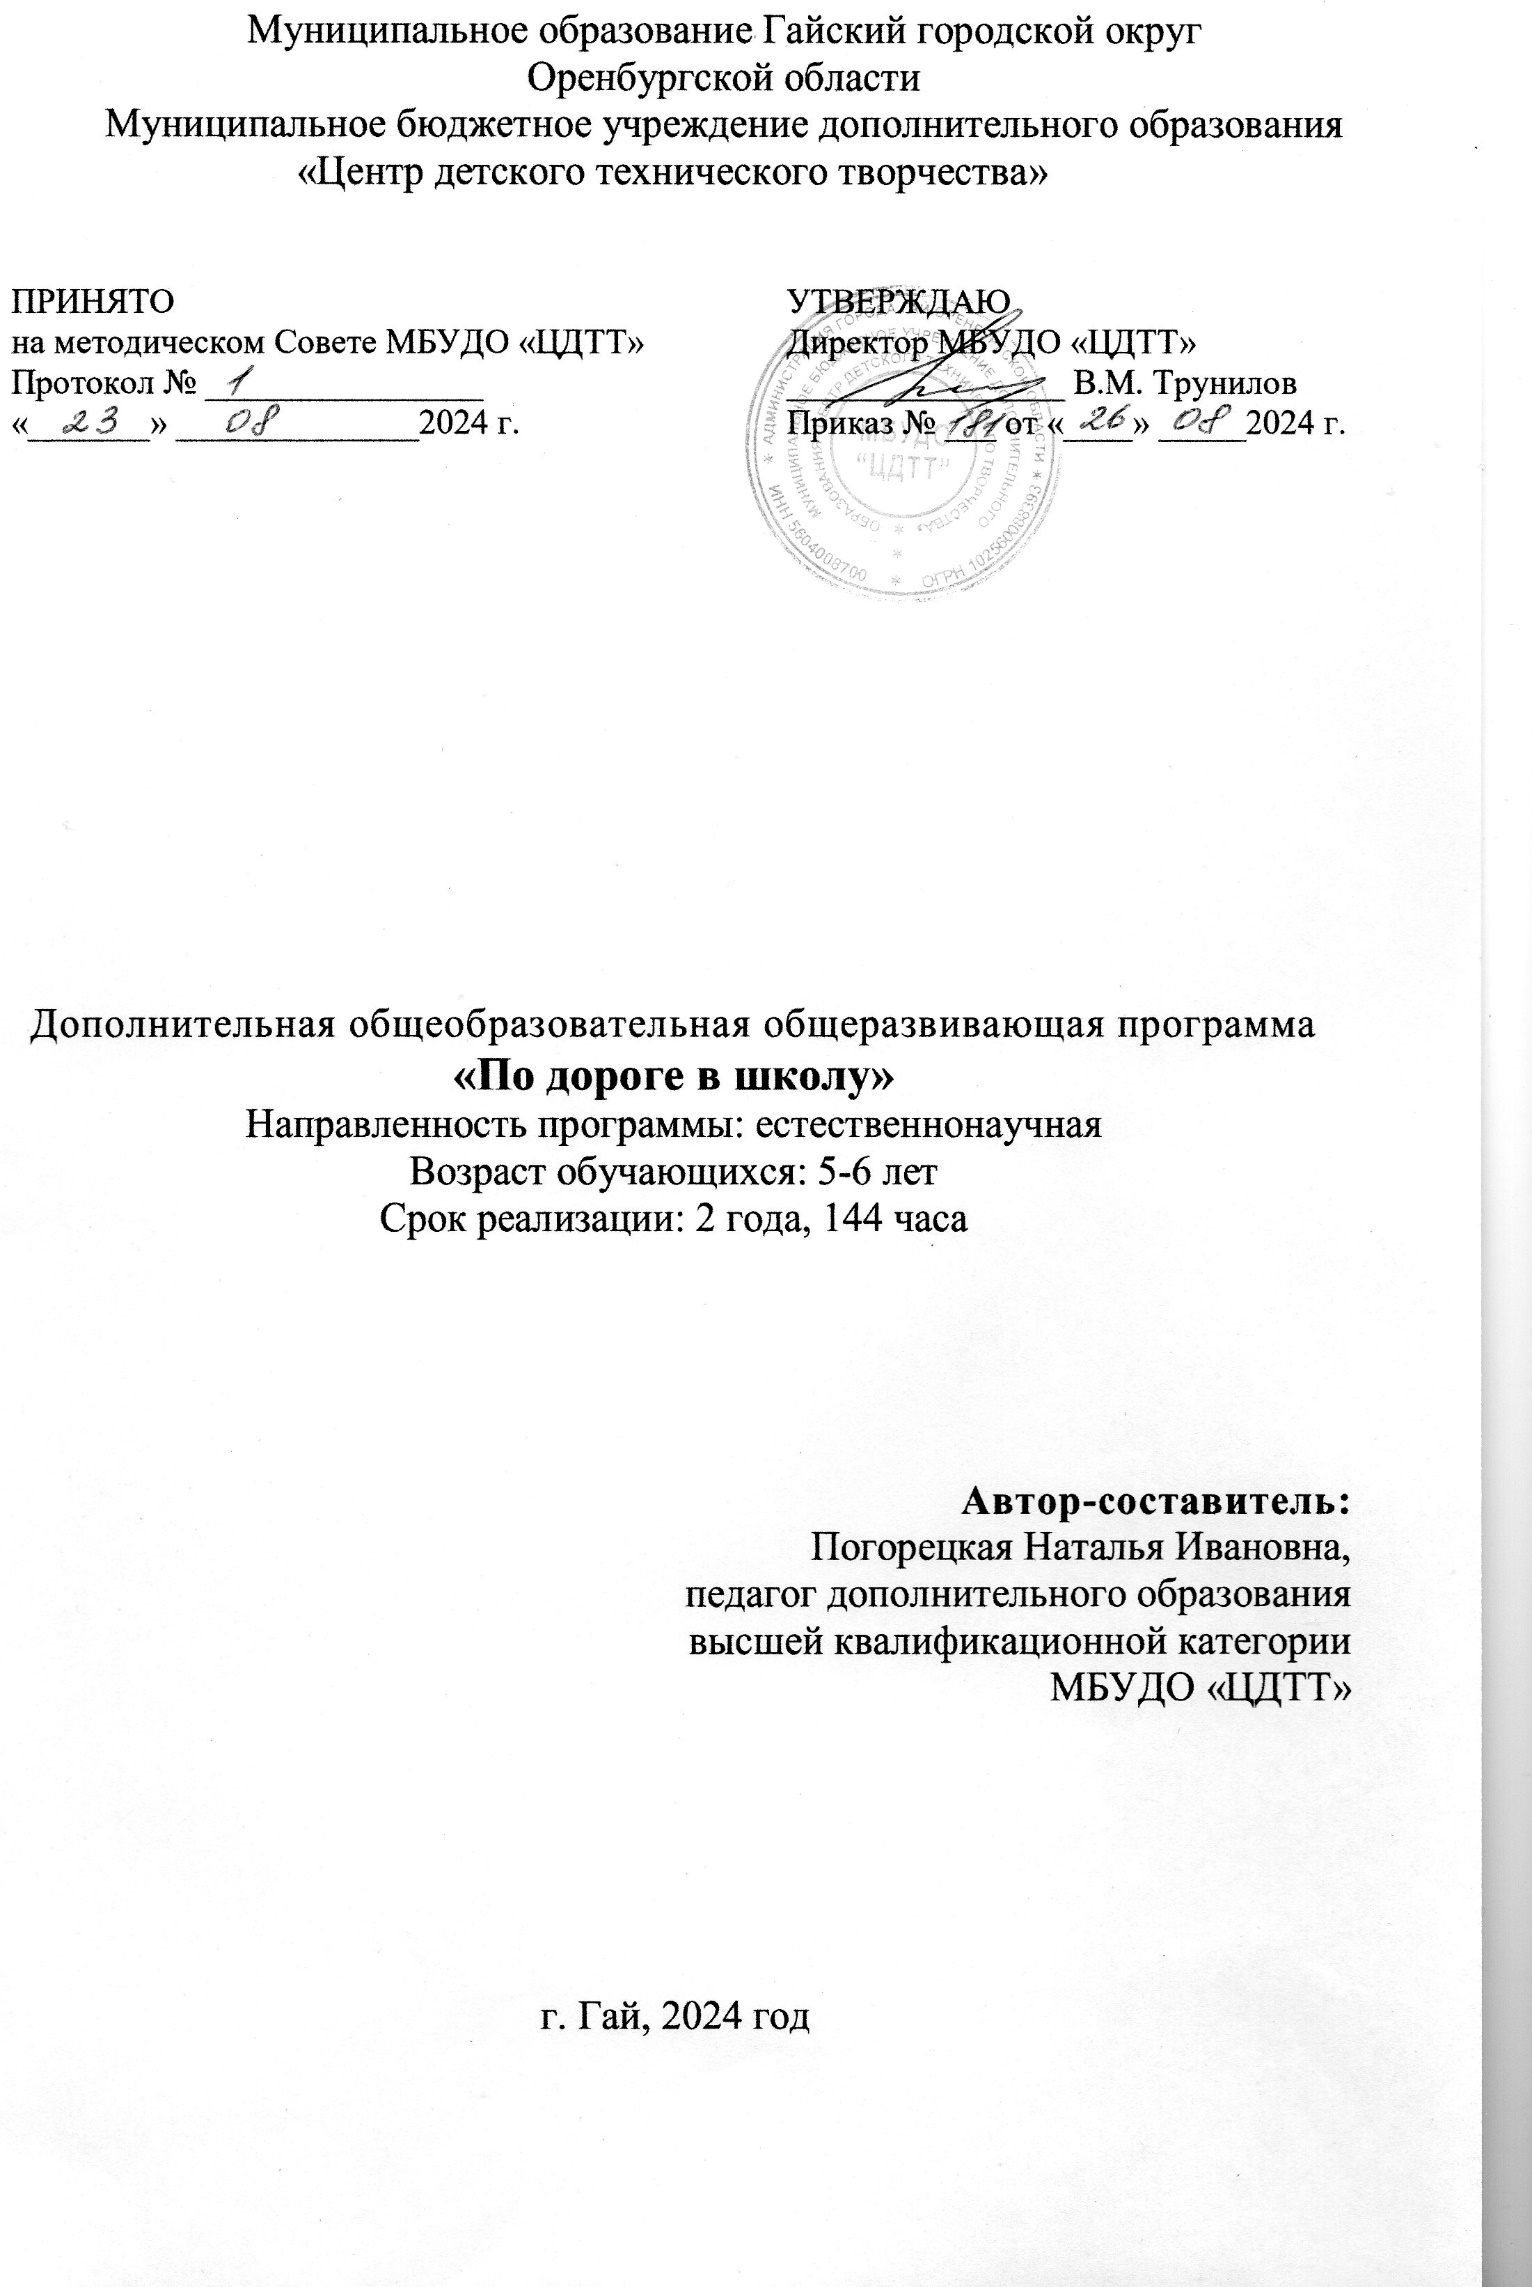 Муниципальное образование Гайский городской округ
Оренбургской области
Муниципальное бюджетное учреждение дополнительного образования
«Центр детского технического творчества»
ПРИНЯТО
на методическом Совете МБУДО «ЦДТТ»
Протокол № 1
«23» 08 2024 г.
УТВЕРЖДАЮ
Директор МБУДО «ЦДТТ»
В.М. Трунилов
Приказ № 181 от «26» 08 2024 г.
МБУДО
"ЦДТТ"
ИНН 5604008700
Дополнительная общеобразовательная общеразвивающая программа
«По дороге в школу»
Направленность программы: естественнонаучная
Возраст обучающихся: 5-6 лет
Срок реализации: 2 года, 144 часа
Автор-составитель:
Погорецкая Наталья Ивановна,
педагог дополнительного образования
высшей квалификационной категории
МБУДО «ЦДТТ»
г. Гай, 2024 год